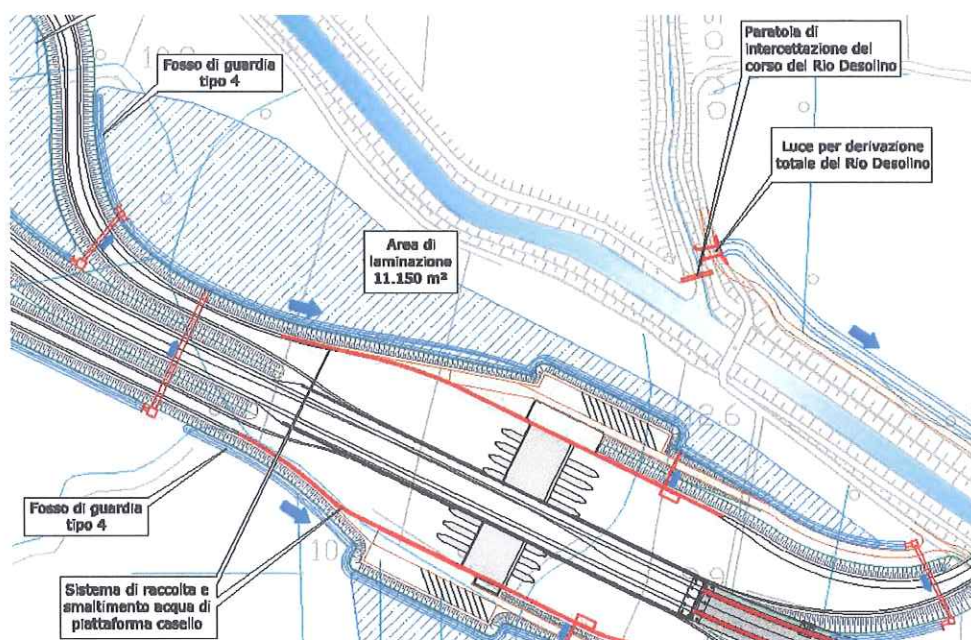 Fosso di guardia
tipo 4
Paratoia di
intercettazione del
corso del Rio Desolino
Luce per derivazione
totale del Rio Desolino
Area di
laminazione
11.150 m²
Fosso di guardia
tipo 4
Sistema di raccolta e
smaltimento acqua di
piattaforma casello
10